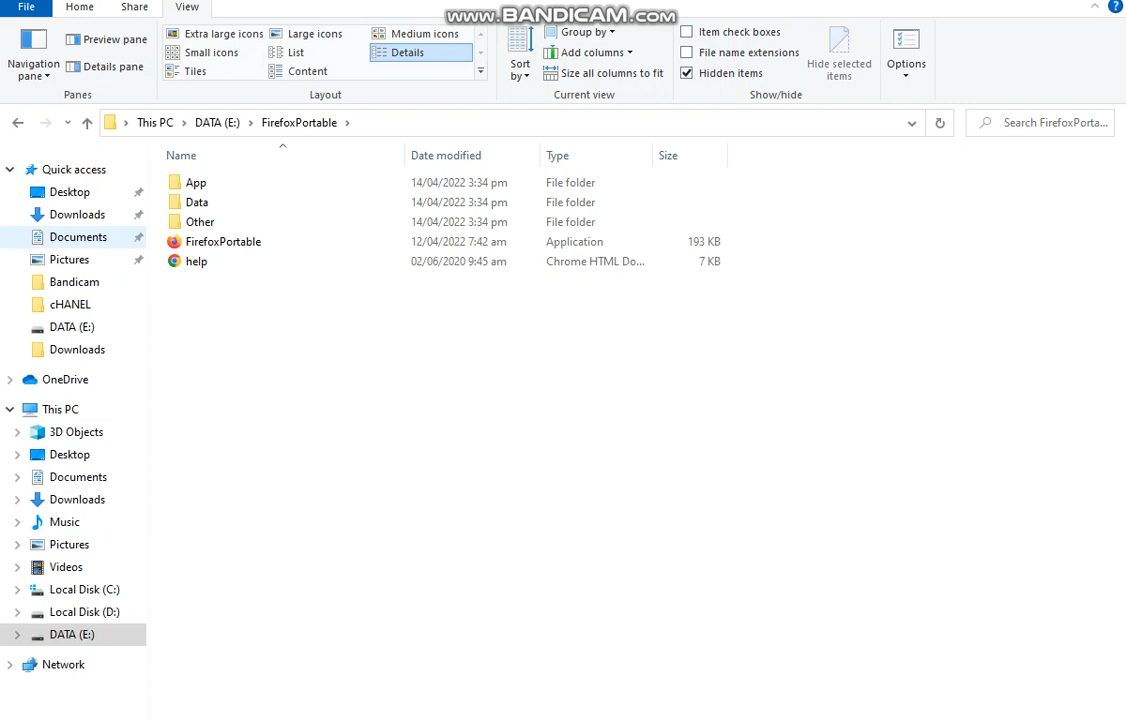 www.BANDICAM.com
File Home Share View
Extra large icons Large icons Medium icons
Small icons List Details
Tiles Content
Preview pane
Details pane
Navigation pane
Panes
Layout
Sort by
Group by
Add columns
Size all columns to fit
Current view
Item check boxes
File name extensions
Hidden items
Hide selected items
Show/hide
Options
This PC > DATA (E:) > FirefoxPortable >
Search FirefoxPorta...
Quick access
Desktop
Downloads
Documents
Pictures
Bandicam
cHANEL
DATA (E:)
Downloads
OneDrive
This PC
3D Objects
Desktop
Documents
Downloads
Music
Pictures
Videos
Local Disk (C:)
Local Disk (D:)
DATA (E:)
Network
Name Date modified Type Size
App 14/04/2022 3:34 pm File folder
Data 14/04/2022 3:34 pm File folder
Other 14/04/2022 3:34 pm File folder
FirefoxPortable 12/04/2022 7:42 am Application 193 KB
help 02/06/2020 9:45 am Chrome HTML Do... 7 KB